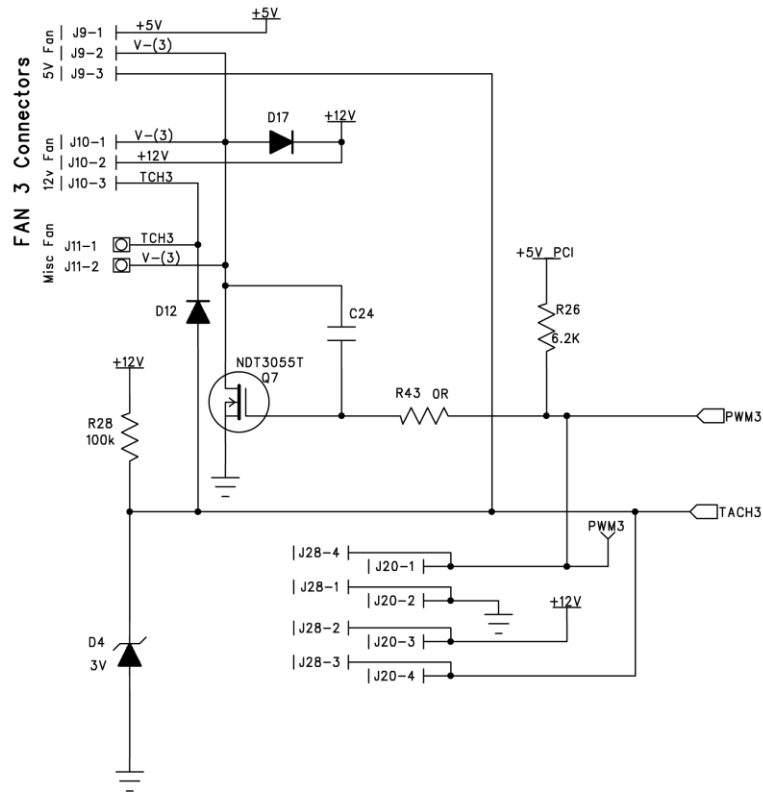 FAN 3 Connectors
5V Fan
J9-1 +5V
+5V
J9-2 V-(3)
J9-3
12v Fan
J10-1 V-(3)
D17
+12V
J10-2 +12V
J10-3 TCH3
Misc Fan
J11-1 TCH3
J11-2 V-(3)
+5V PCI
D12
C24
R26
6.2K
+12V
NDT3055T
Q7
R28
100k
R43 0R
PWM3
TACH3
PWM3
J28-4
J20-1
J28-1
J20-2
+12V
J28-2
J20-3
J28-3
J20-4
D4
3V